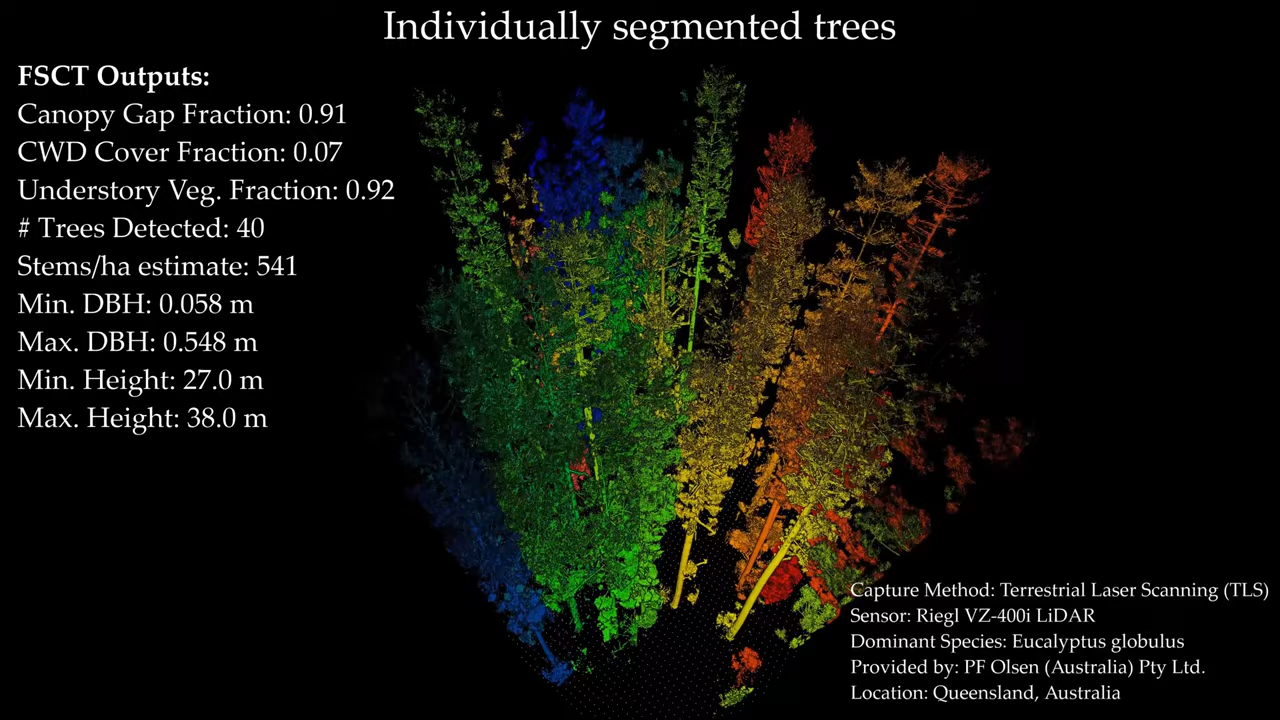 Individually segmented trees
FSCT Outputs:
Canopy Gap Fraction: 0.91
CWD Cover Fraction: 0.07
Understory Veg. Fraction: 0.92
# Trees Detected: 40
Stems/ha estimate: 541
Min. DBH: 0.058 m
Max. DBH: 0.548 m
Min. Height: 27.0 m
Max. Height: 38.0 m
Capture Method: Terrestrial Laser Scanning (TLS)
Sensor: Riegl VZ-400i LiDAR
Dominant Species: Eucalyptus globulus
Provided by: PF Olsen (Australia) Pty Ltd.
Location: Queensland, Australia